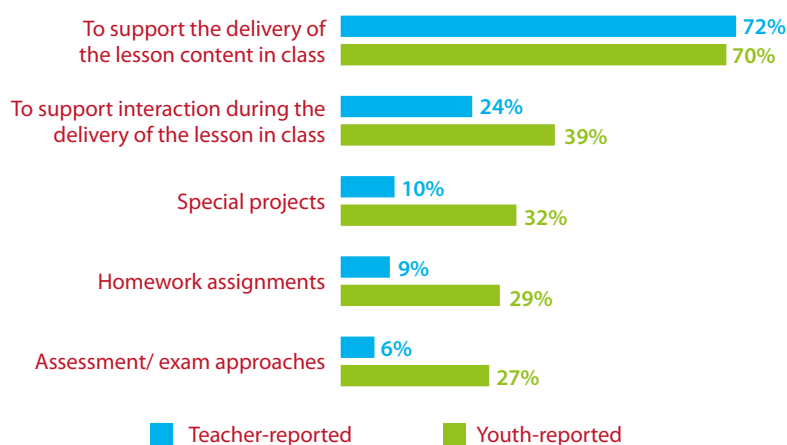 To support the delivery of
the lesson content in class
72%
70%
To support interaction during the
delivery of the lesson in class
24%
39%
Special projects
10%
32%
Homework assignments
9%
29%
Assessment/ exam approaches
6%
27%
Teacher-reported
Youth-reported